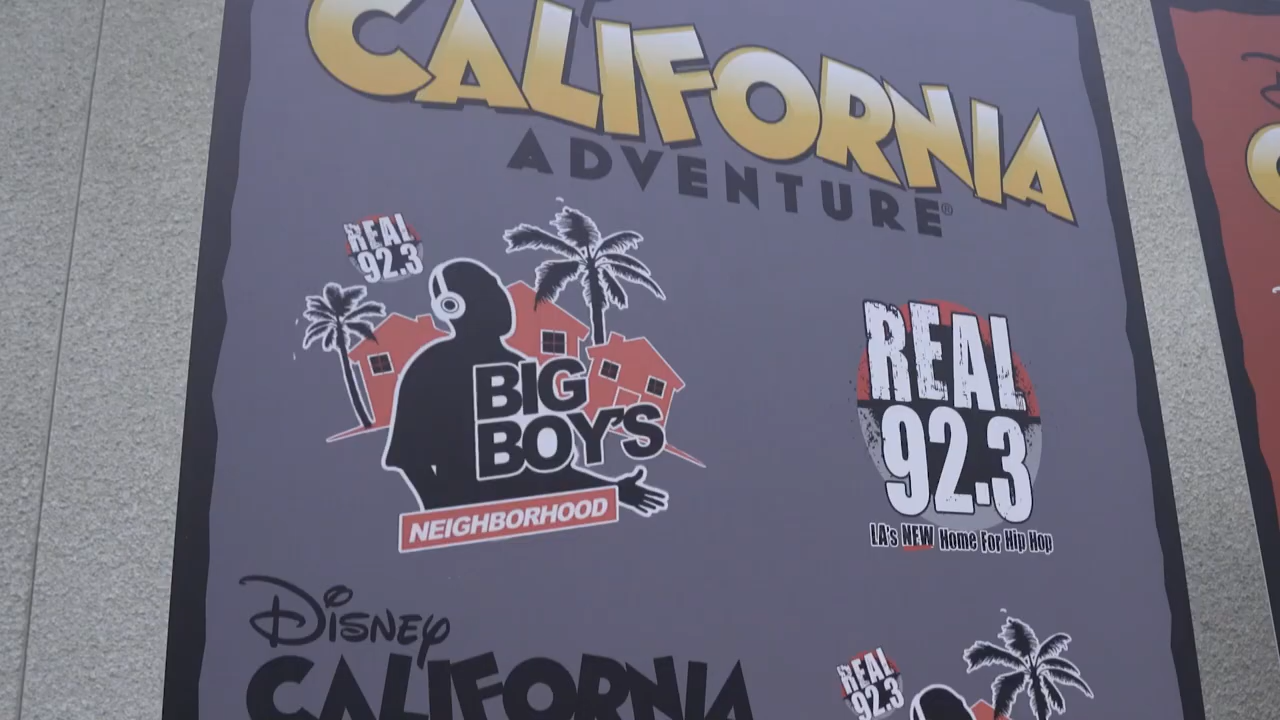 CALIFORNIA
ADVENTURE®
REAL
92.3
BIG
BOY'S
NEIGHBORHOOD
REAL
92.3
LA's NEW Home For Hip Hop
Disney
CALIFORNIA
REAL
92.3